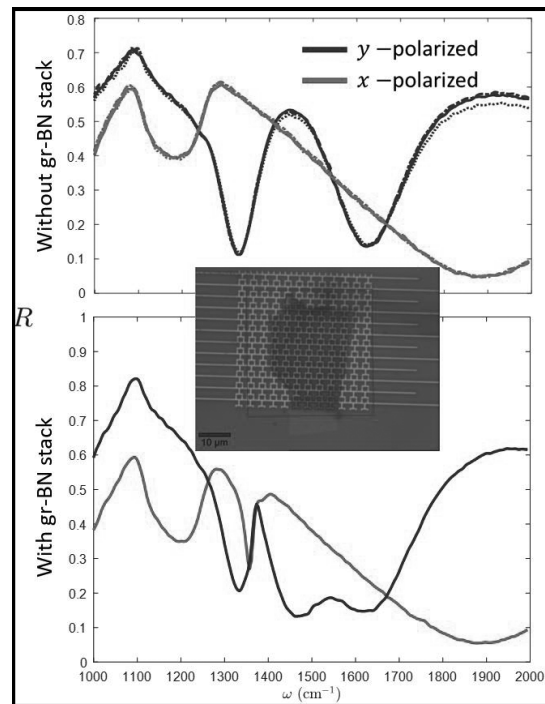 0.8
0.7
0.6
0.5
0.4
0.3
0.2
0.1
0
Without gr-BN stack
y −polarized
x −polarized
10 μm
R
1
0.9
0.8
0.7
0.6
0.5
0.4
0.3
0.2
0.1
0
With gr-BN stack
1000 1100 1200 1300 1400 1500 1600 1700 1800 1900 2000
ω (cm⁻¹)